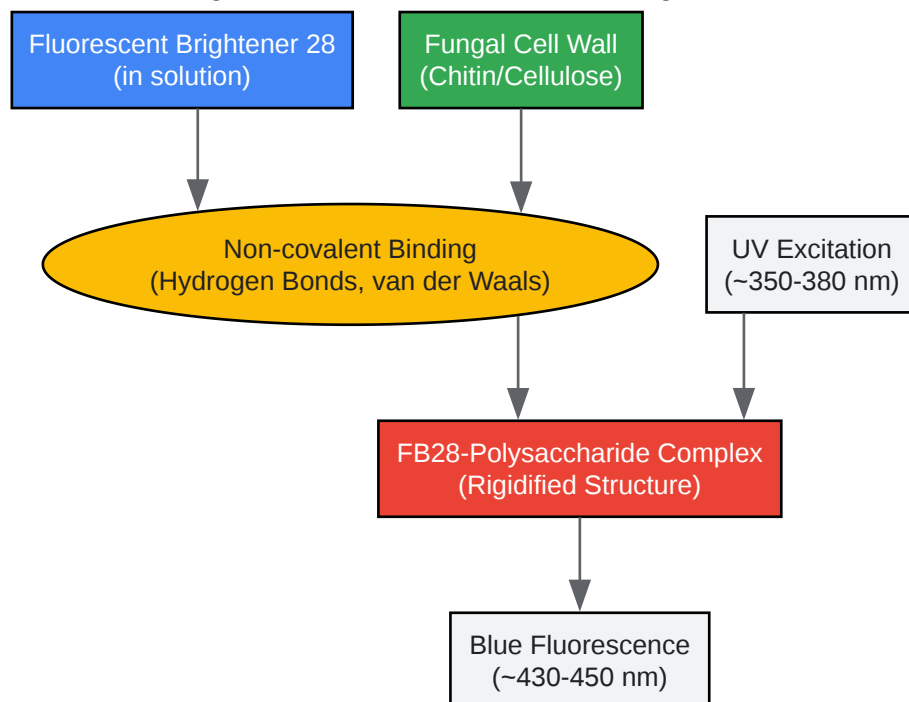 Fluorescent Brightener 28
(in solution)
Fungal Cell Wall
(Chitin/Cellulose)
Non-covalent Binding
(Hydrogen Bonds, van der Waals)
UV Excitation
(~350-380 nm)
FB28-Polysaccharide Complex
(Rigidified Structure)
Blue Fluorescence
(~430-450 nm)